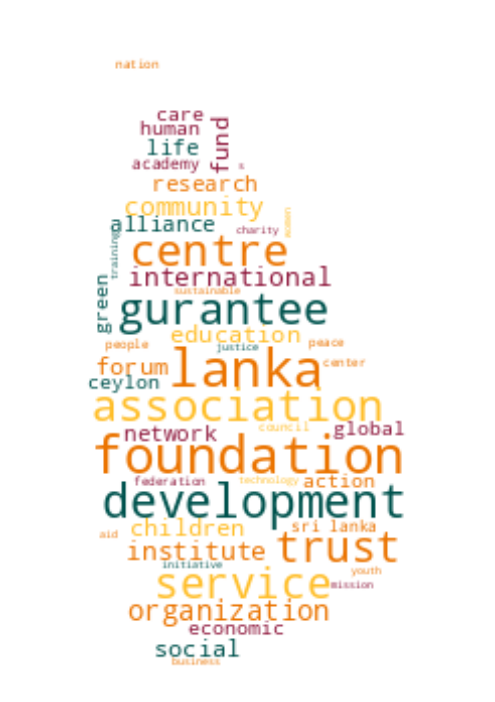 nation
care
human
fund
life
academy
s
research
community
alliance
women
charity
training
centre
international
green
sustainable
gurantee
education
people
justice
peace
forum
lanka
center
ceylon
association
council
network
global
foundation
federation
technology
action
development
aid
children
sri lanka
institute
trust
initiative
youth
service
mission
organization
economic
social
business